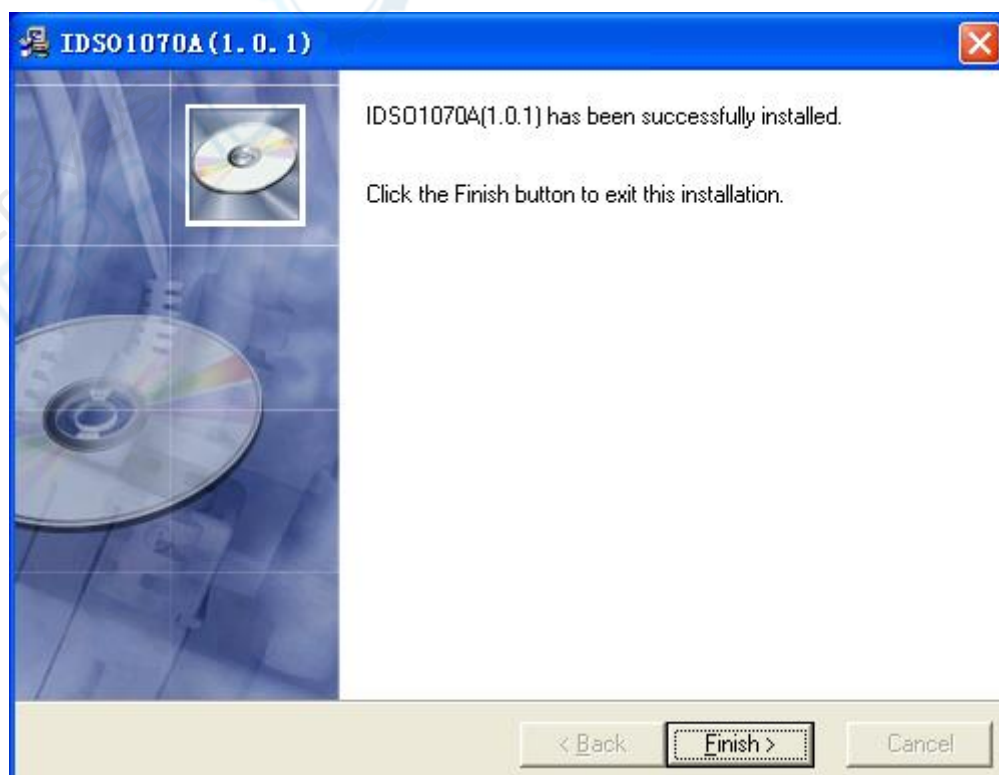 IDSO1070A(1.0.1)
IDSO1070A(1.0.1) has been successfully installed.
Click the Finish button to exit this installation.
< Back Finish > Cancel